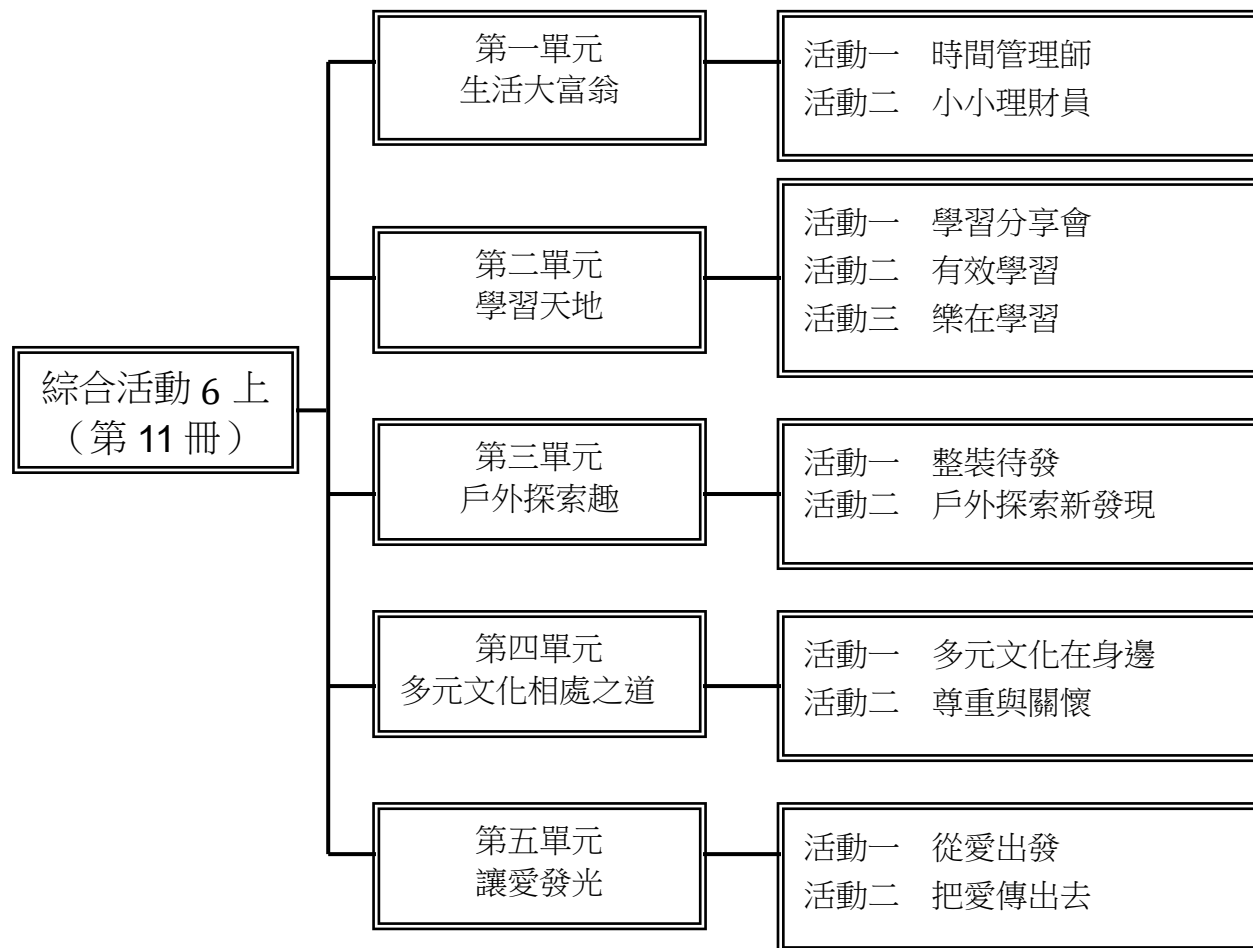 綜合活動 6 上
（第 11 冊）
第一單元
生活大富翁
活動一　時間管理師
活動二　小小理財員
第二單元
學習天地
活動一　學習分享會
活動二　有效學習
活動三　樂在學習
第三單元
戶外探索趣
活動一　整裝待發
活動二　戶外探索新發現
第四單元
多元文化相處之道
活動一　多元文化在身邊
活動二　尊重與關懷
第五單元
讓愛發光
活動一　從愛出發
活動二　把愛傳出去